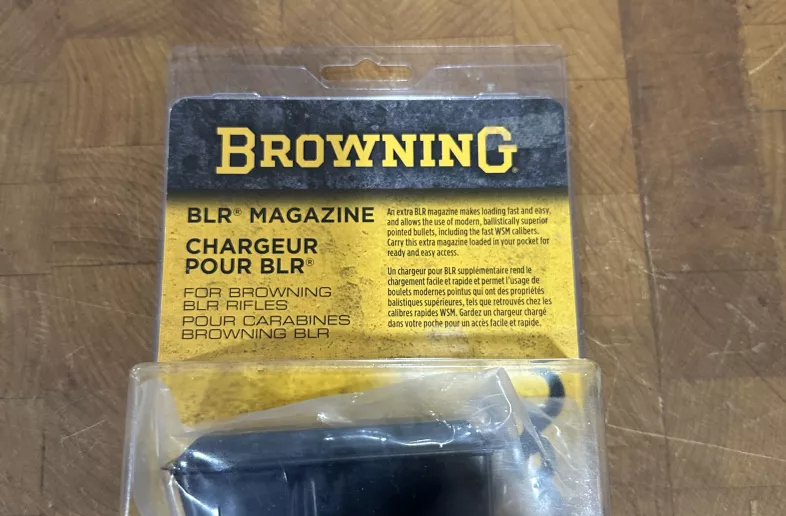 BROWNING
BLR® MAGAZINE
CHARGEUR
POUR BLR®
FOR BROWNING
BLR RIFLES
POUR CARABINES
BROWNING BLR
An extra BLR magazine makes loading fast and easy,
and allows the use of modern, ballistically superior
pointed bullets, including the fast WSM calibers.
Carry this extra magazine loaded in your pocket for
ready and easy access.
Un chargeur pour BLR supplémentaire rend le
chargement facile et rapide et permet l'usage de
boulets modernes pointus qui ont des propriétés
balistiques supérieures, tels que retrouvés chez les
calibres rapides WSM. Gardez un chargeur chargé
dans votre poche pour un accès facile et rapide.